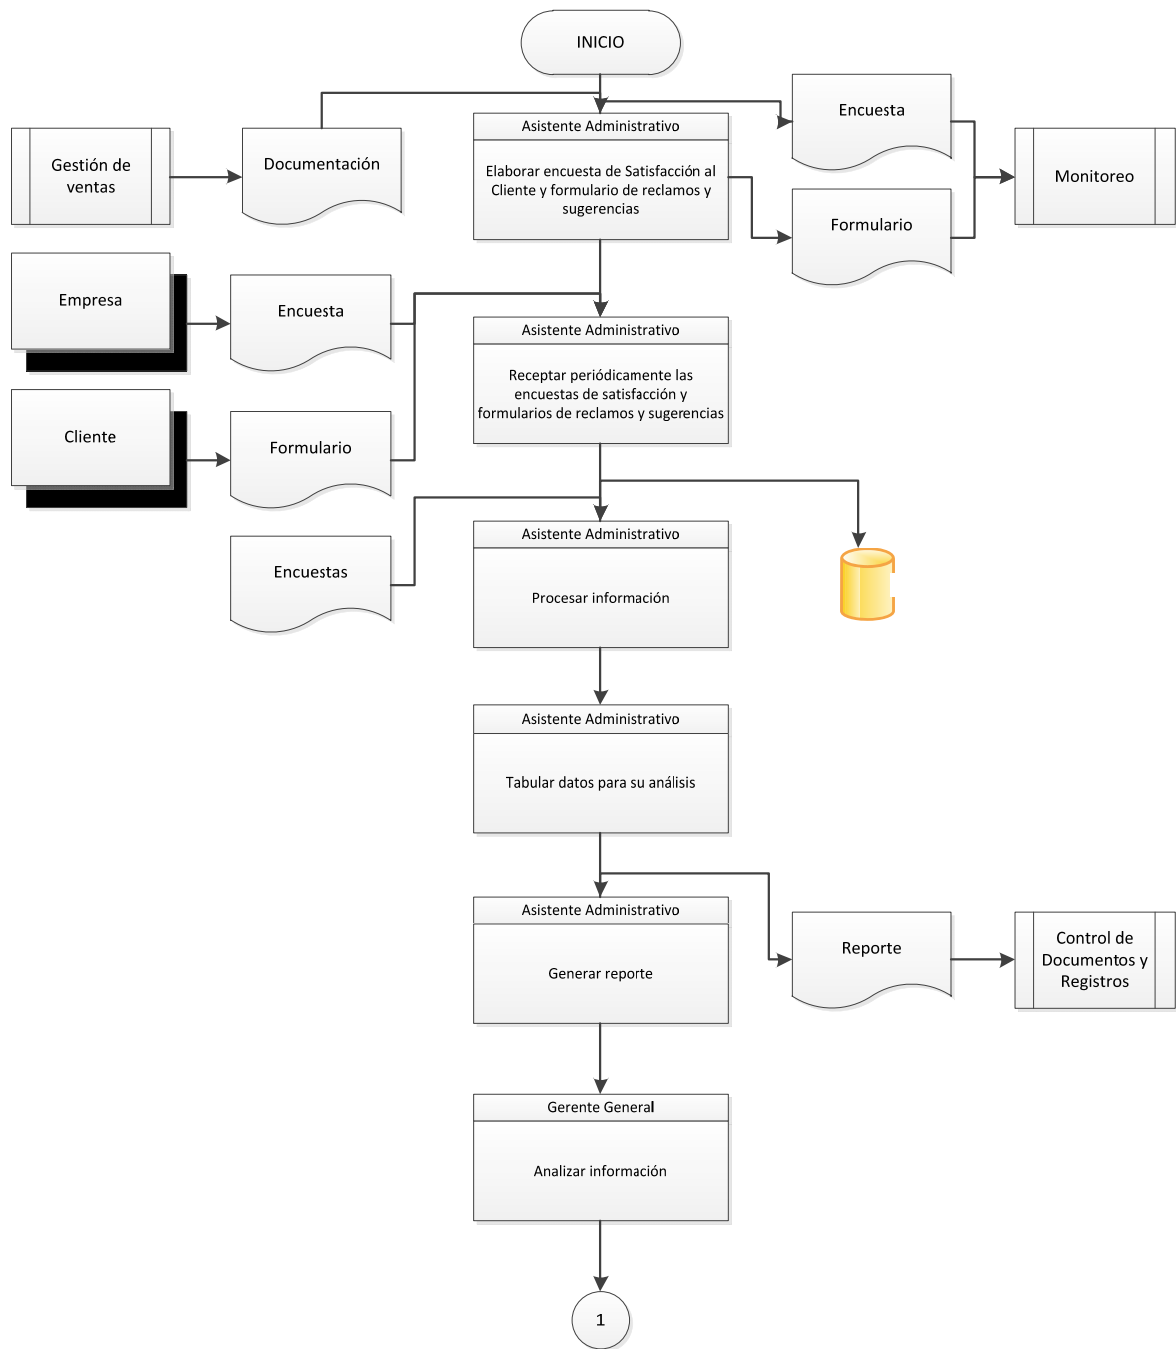 INICIO
Encuesta
Asistente Administrativo
Gestión de
ventas
Documentación
Elaborar encuesta de Satisfacción al
Cliente y formulario de reclamos y
sugerencias
Monitoreo
Formulario
Empresa
Encuesta
Asistente Administrativo
Receptar periódicamente las
encuestas de satisfacción y
formularios de reclamos y sugerencias
Cliente
Formulario
Asistente Administrativo
Encuestas
Procesar información
Asistente Administrativo
Tabular datos para su análisis
Asistente Administrativo
Generar reporte
Reporte
Control de
Documentos y
Registros
Gerente General
Analizar información
1